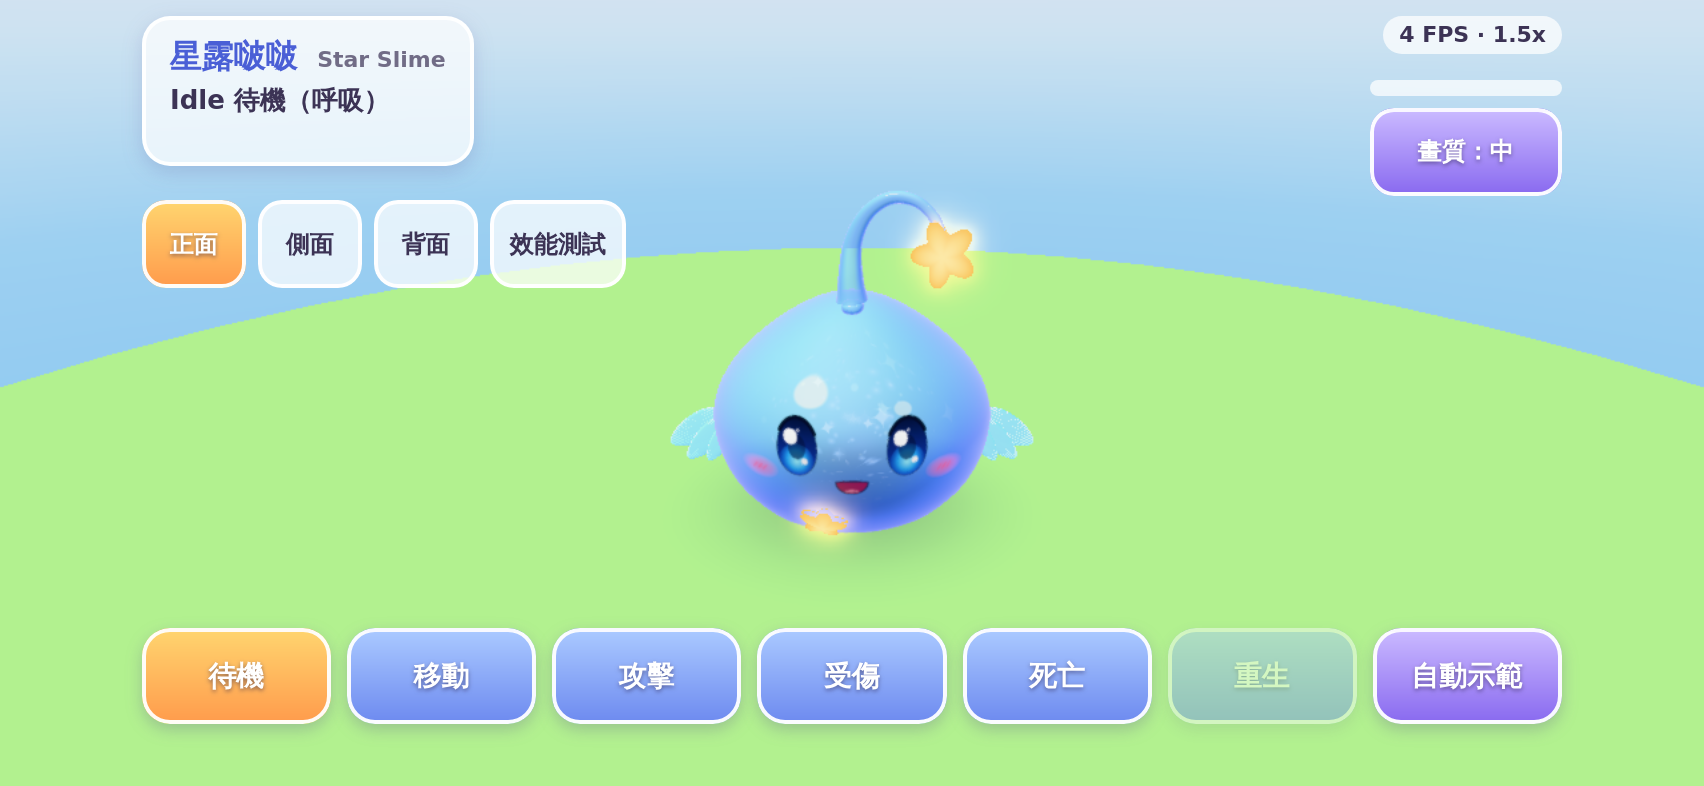 星露啵啵 Star Slime
Idle 待機（呼吸）
4 FPS · 1.5x
畫質：中
正面
側面
背面
效能測試
待機
移動
攻擊
受傷
死亡
重生
自動示範